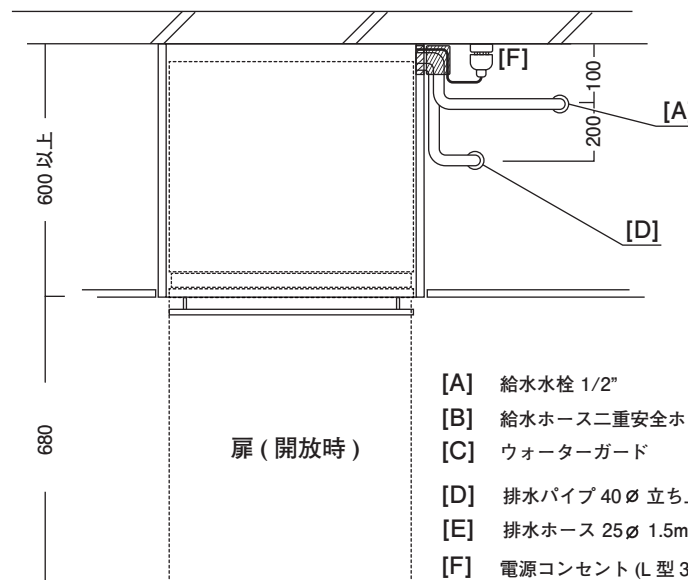 [F]
100
[A
200
600 以上
[D]
680
扉 ( 開放時 )
[A] 給水水栓 1/2”
[B] 給水ホース二重安全ホ
[C] ウォーターガード
[D] 排水パイプ 40 ø 立ち
[E] 排水ホース 25 ø 1.5m
[F] 電源コンセント (L 型 3